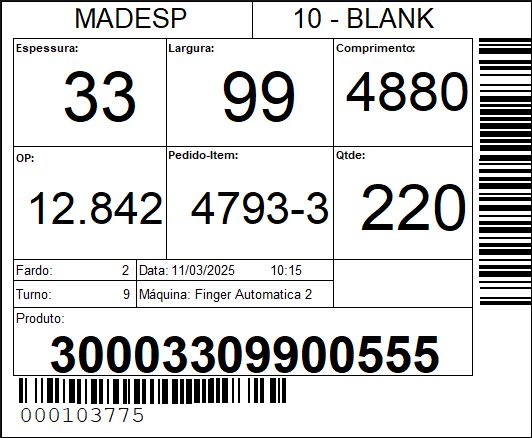 MADESP 10 - BLANK
Espessura: Largura: Comprimento:
33 99 4880
OP: Pedido-Item: Qtde:
12.842 4793-3 220
Fardo: 2 Data: 11/03/2025 10:15
Turno: 9 Máquina: Finger Automatica 2
Produto:
30003309900555
000103775